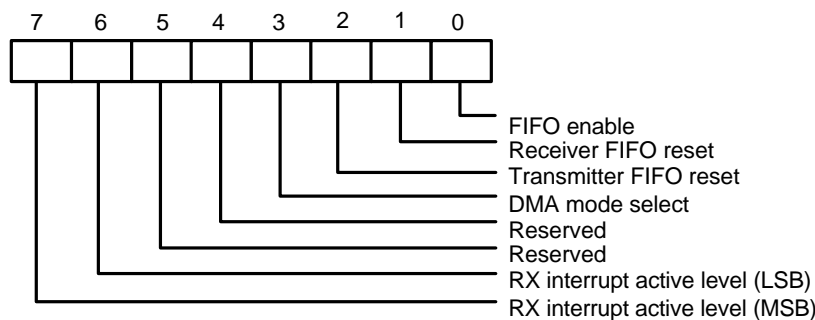 7 6 5 4 3 2 1 0
FIFO enable
Receiver FIFO reset
Transmitter FIFO reset
DMA mode select
Reserved
Reserved
RX interrupt active level (LSB)
RX interrupt active level (MSB)